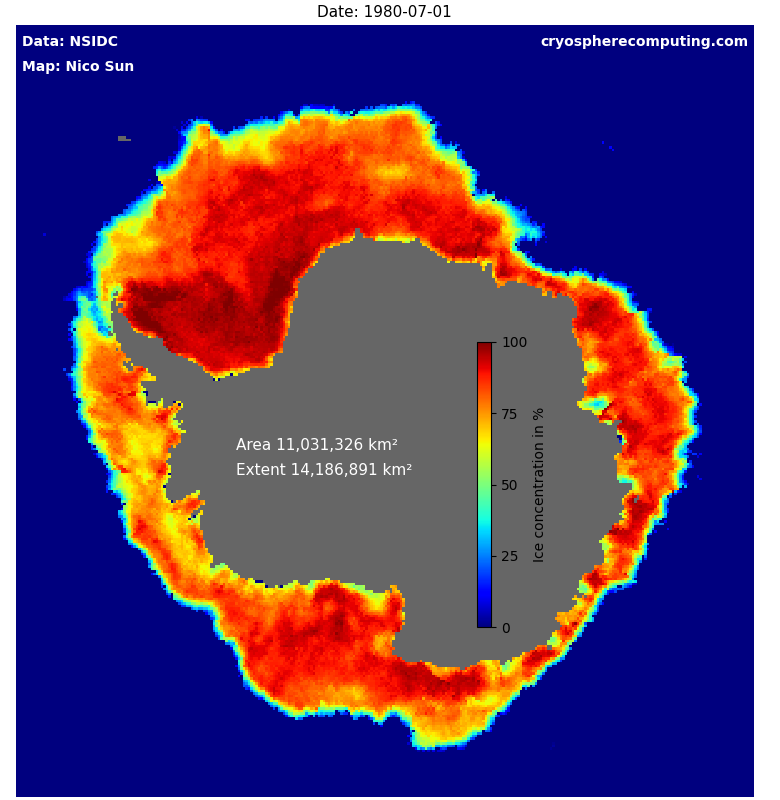 Date: 1980-07-01
Data: NSIDC
cryospherecomputing.com
Map: Nico Sun
100
75
50
25
0
Ice concentration in %
Area 11,031,326 km²
Extent 14,186,891 km²